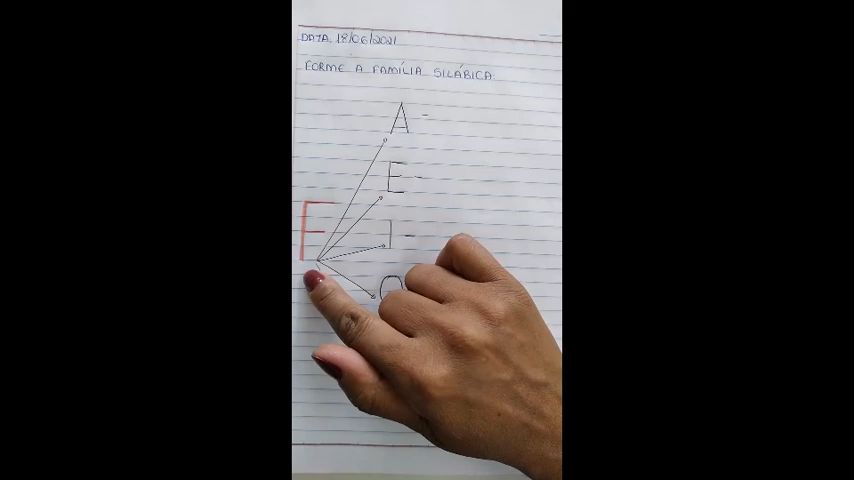 DATA 18/06/2021
FORME A FAMÍLIA SILÁBICA
A -
E -
F
I -
O